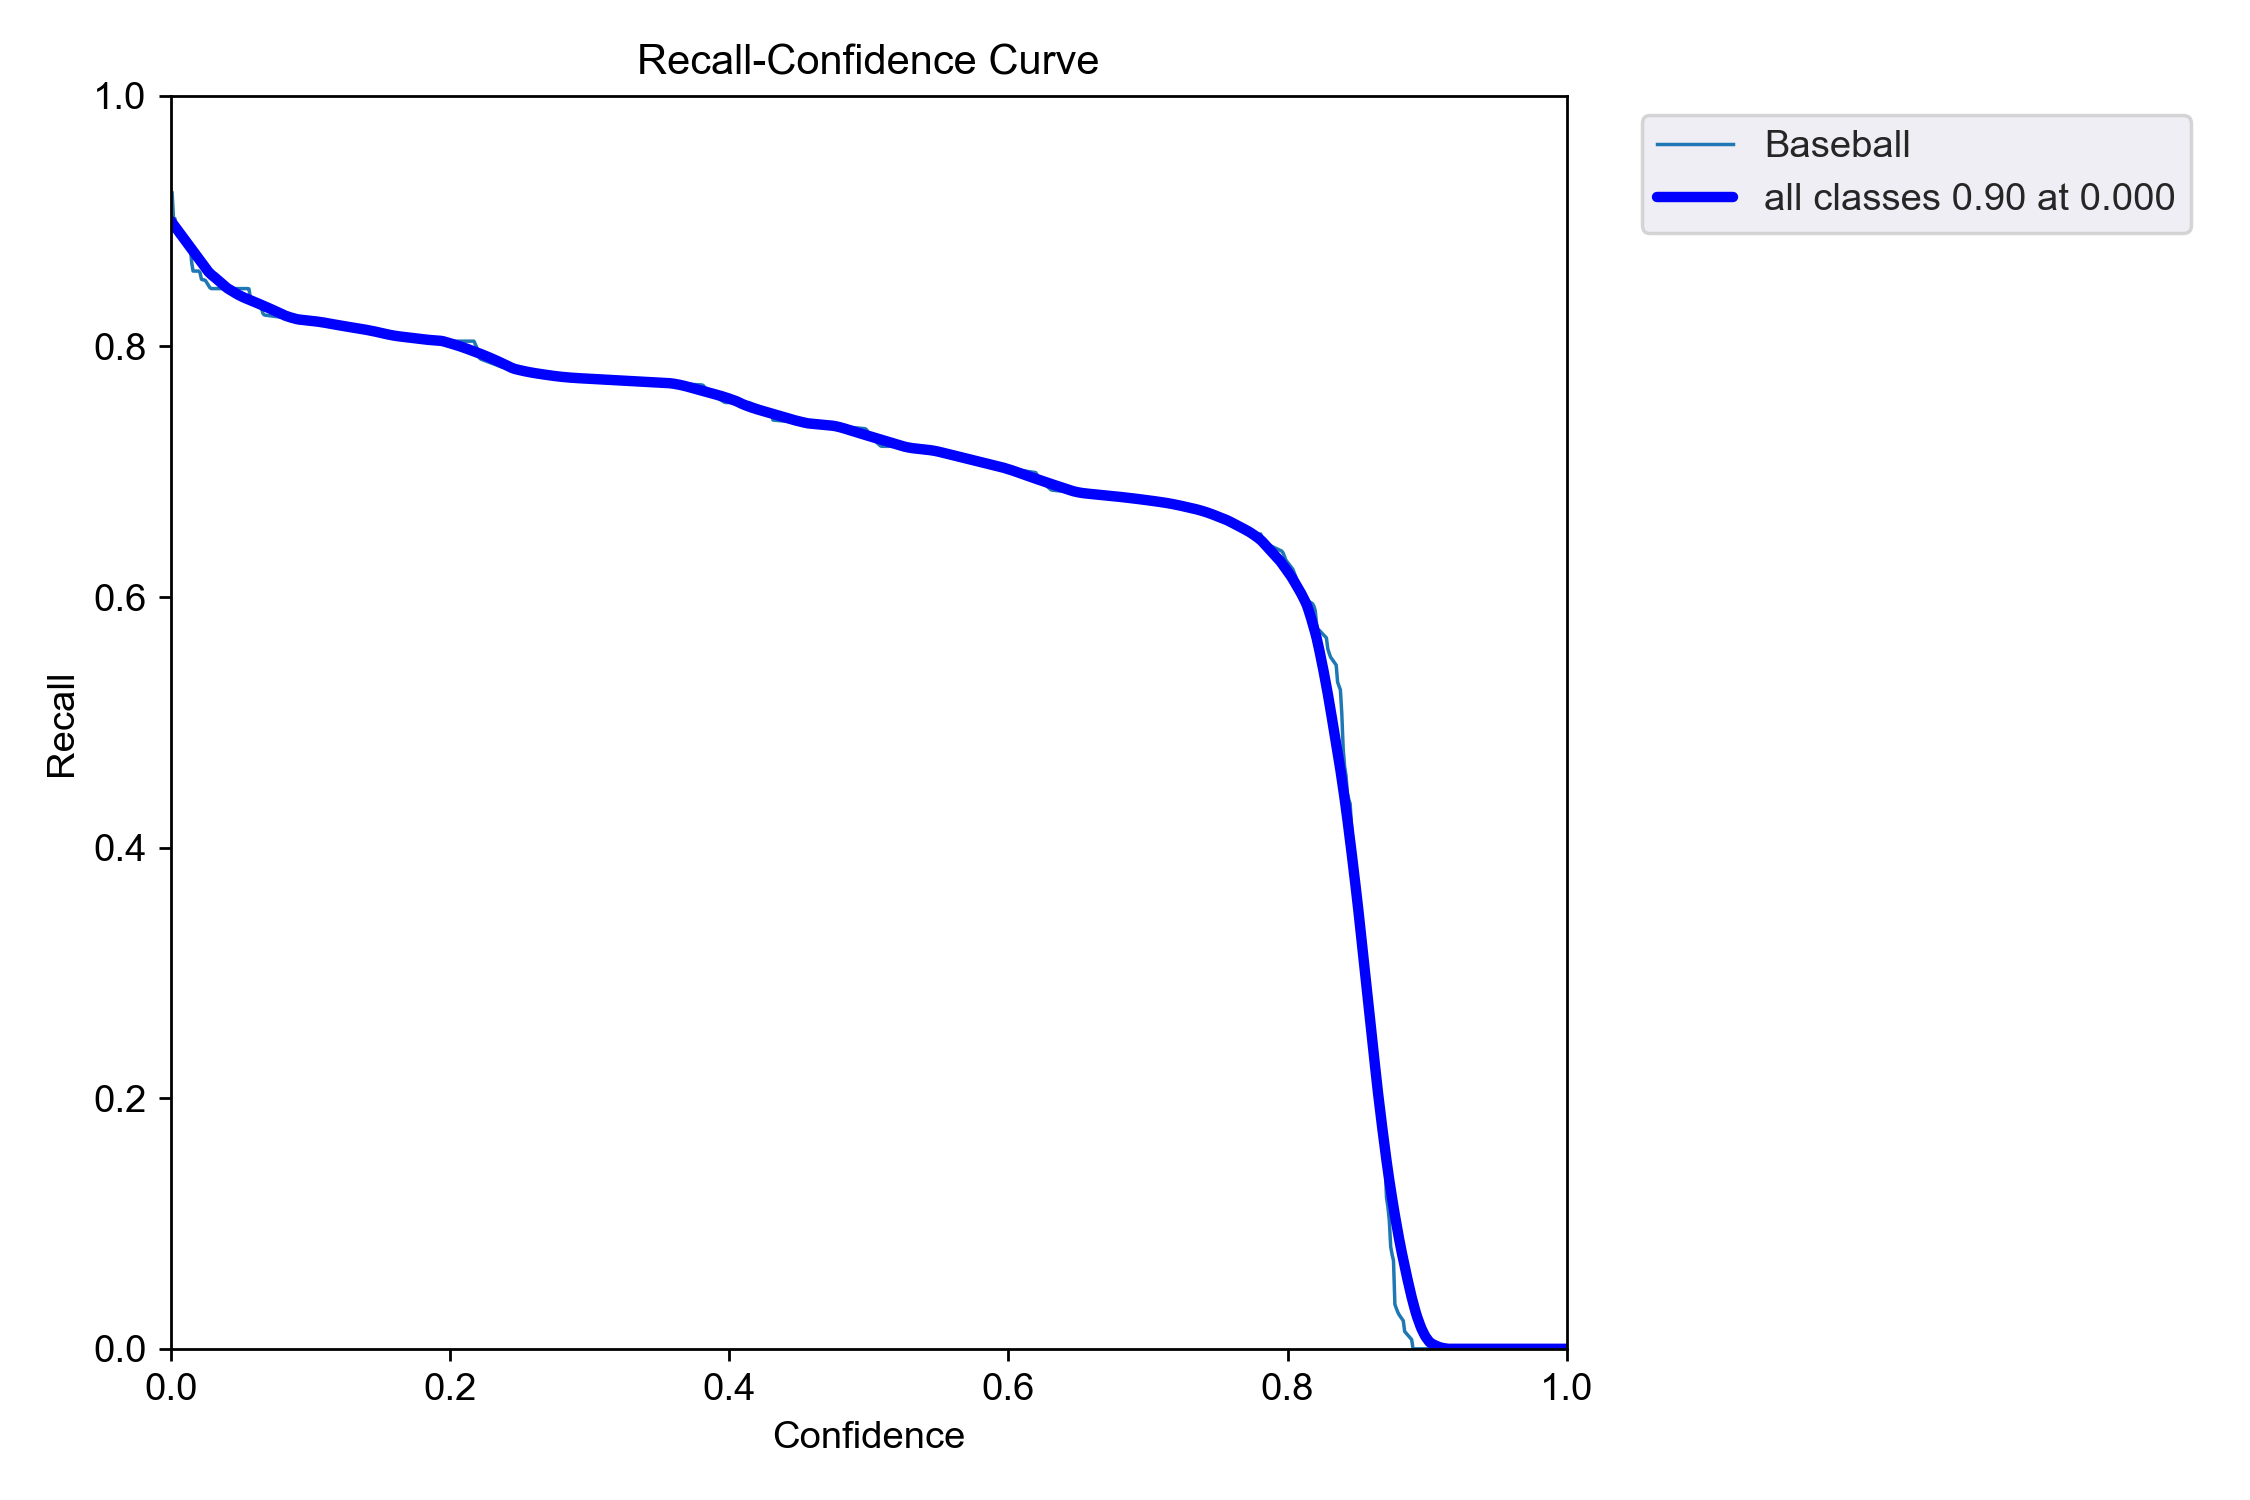 Recall-Confidence Curve
1.0
0.8
0.6
0.4
0.2
0.0
Recall
0.0 0.2 0.4 0.6 0.8 1.0
Confidence
Baseball
all classes 0.90 at 0.000